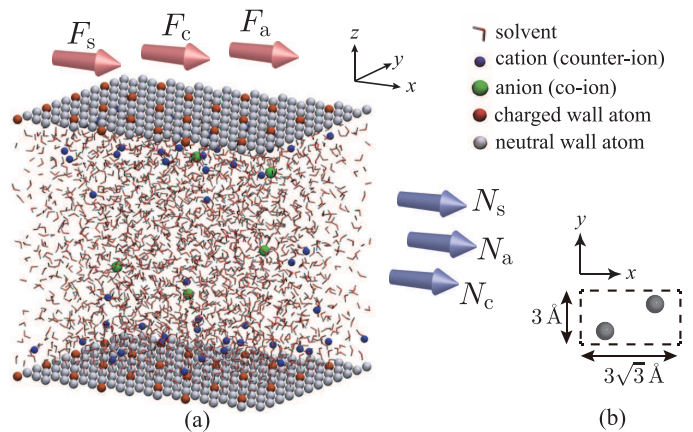 F_s F_c F_a
z
y
x
solvent
cation (counter-ion)
anion (co-ion)
charged wall atom
neutral wall atom
N_s
N_a
N_c
y
x
3 Å
3√3 Å
(a)
(b)